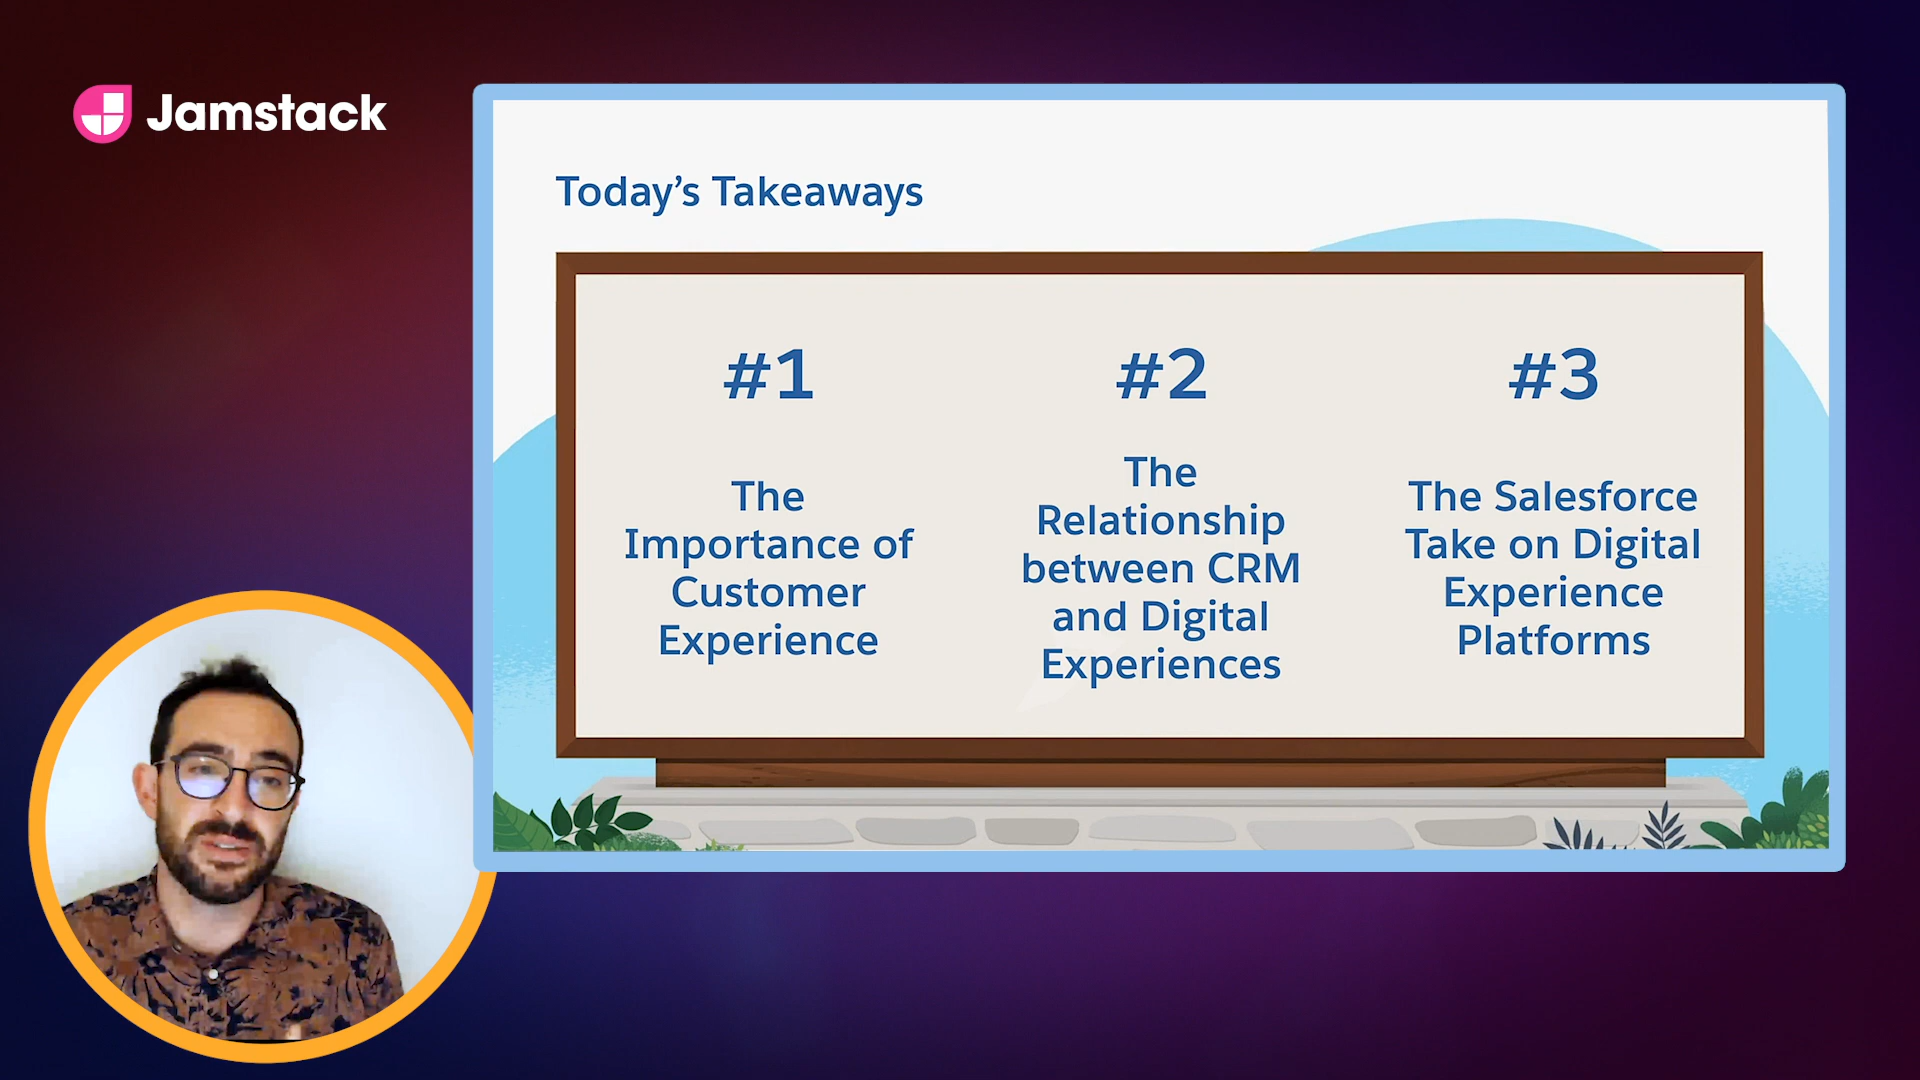 Jamstack
Today's Takeaways
#1
The
Importance of
Customer
Experience
#2
The
Relationship
between CRM
and Digital
Experiences
#3
The Salesforce
Take on Digital
Experience
Platforms